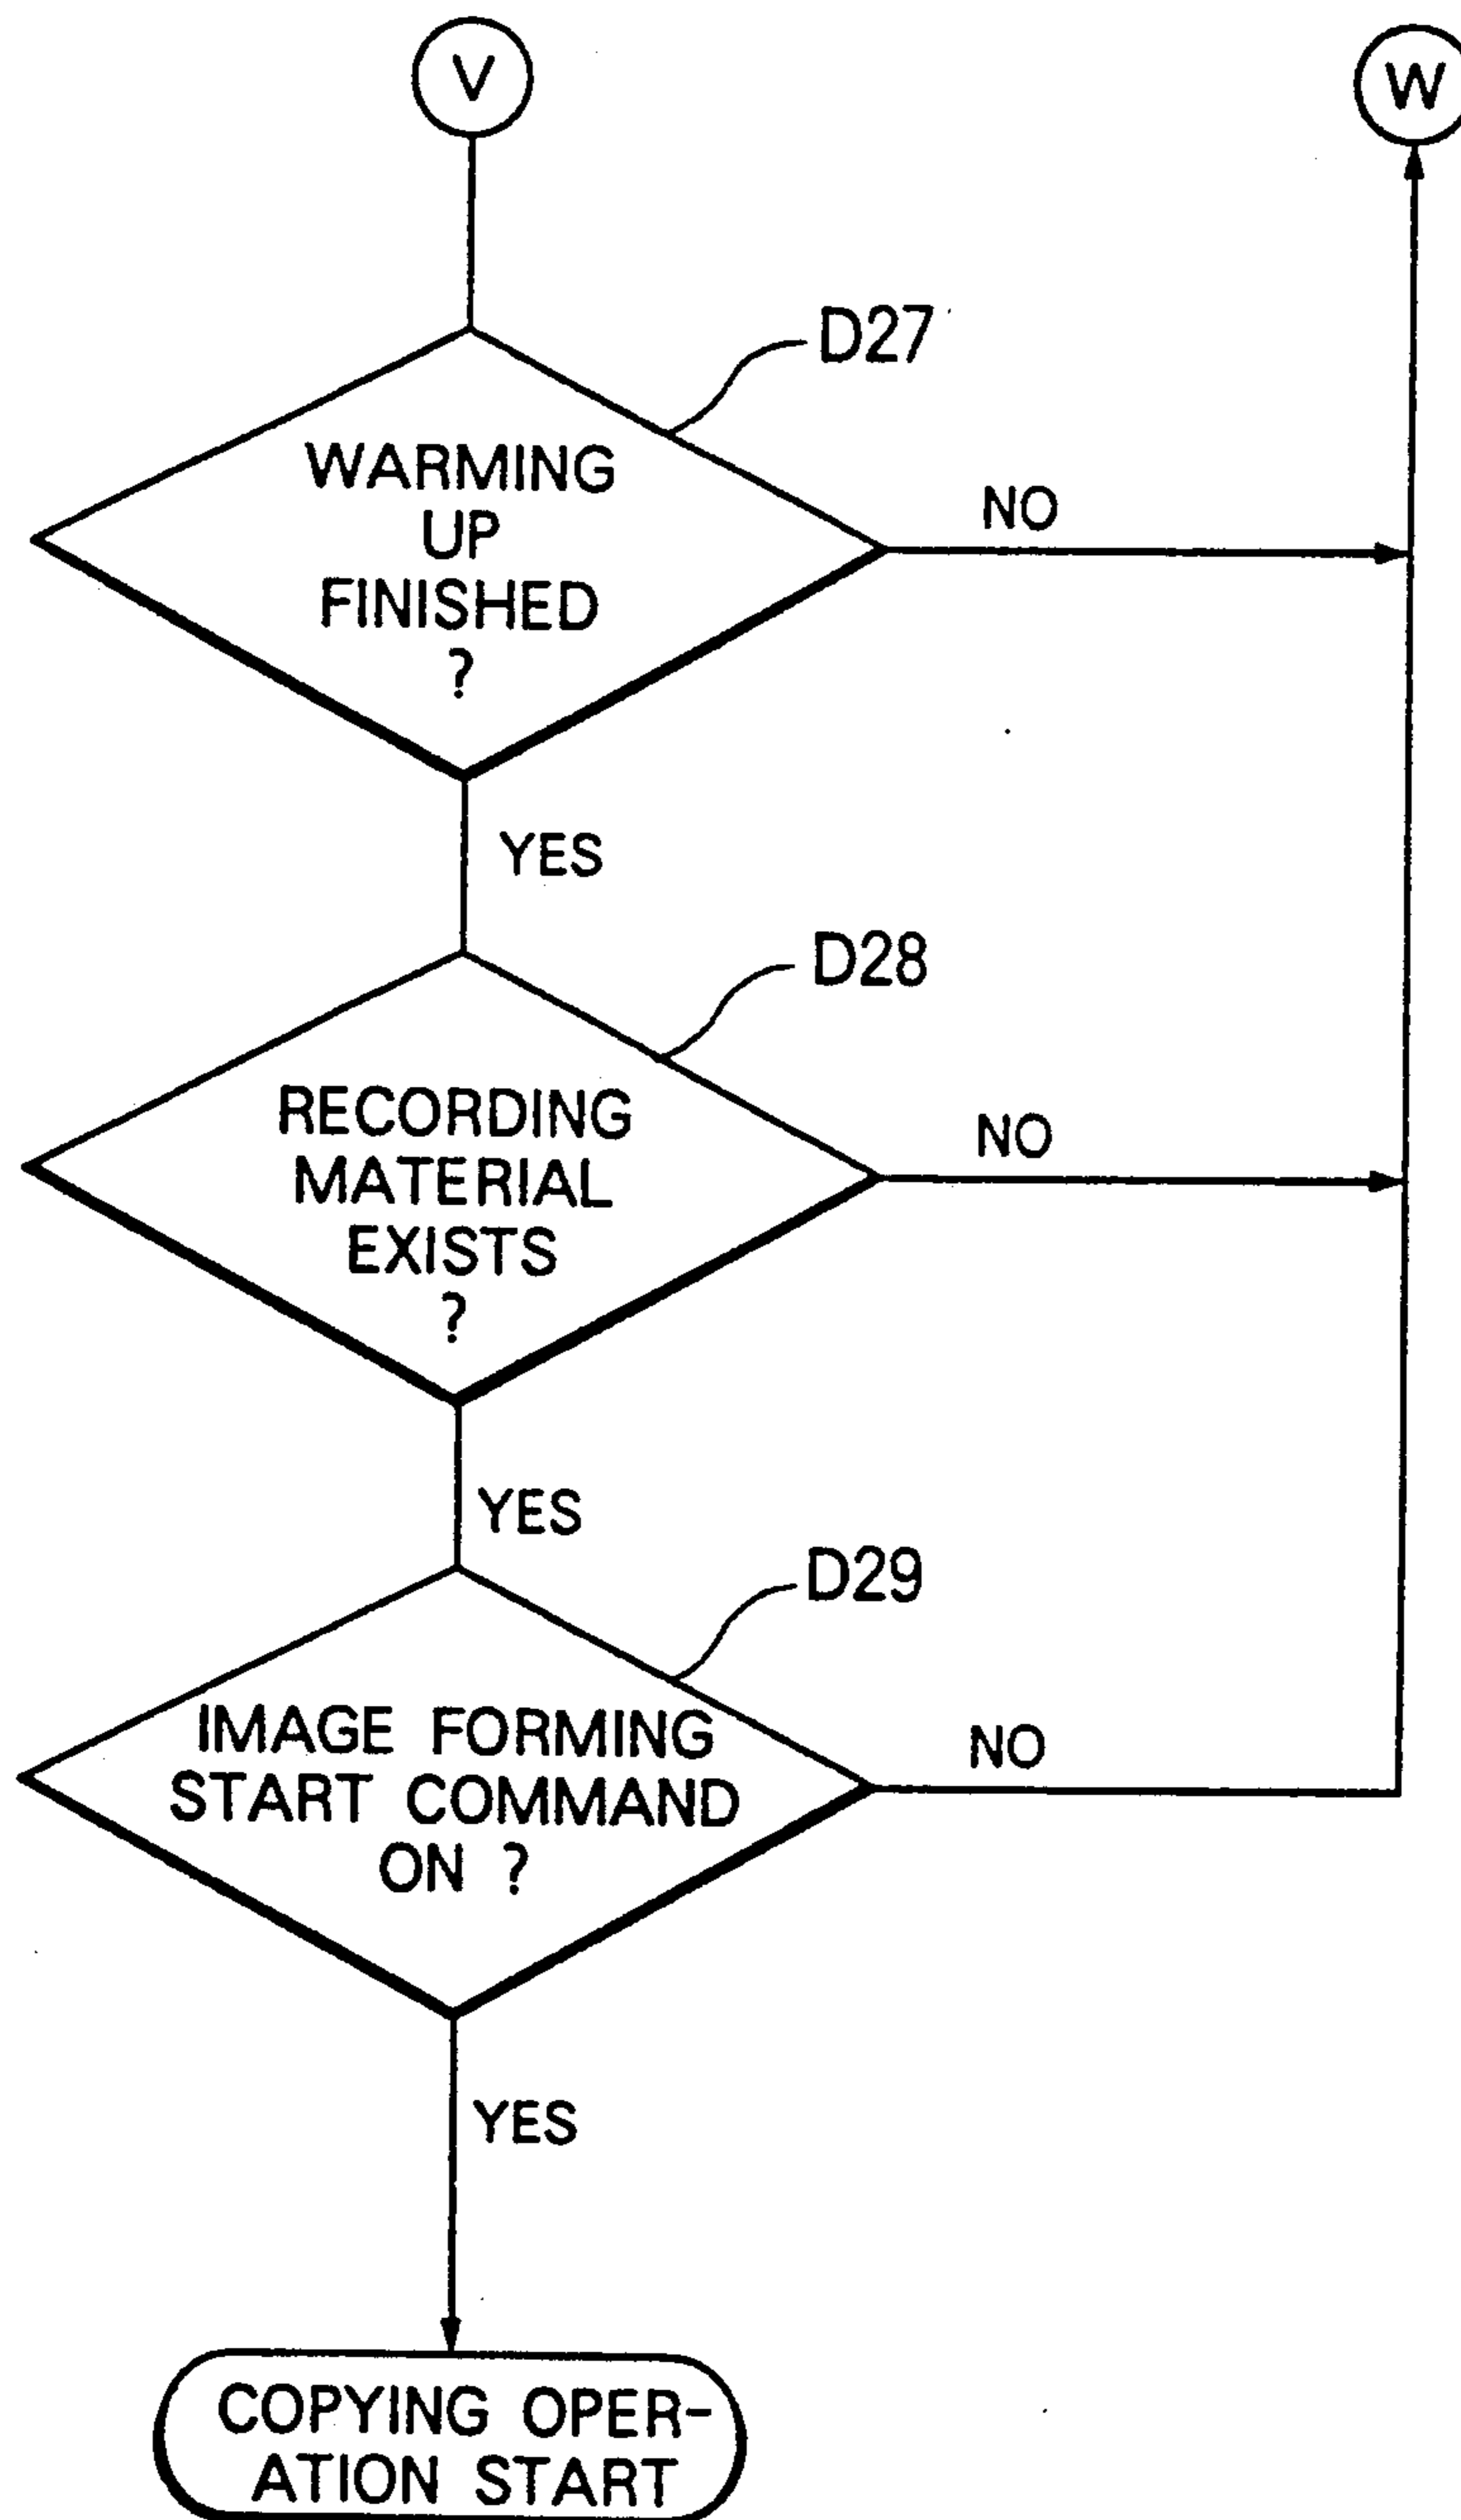 V
W
D27
WARMING
UP
FINISHED
?
NO
YES
D28
RECORDING
MATERIAL
EXISTS
?
NO
YES
D29
IMAGE FORMING
START COMMAND
ON ?
NO
YES
COPYING OPER-
ATION START